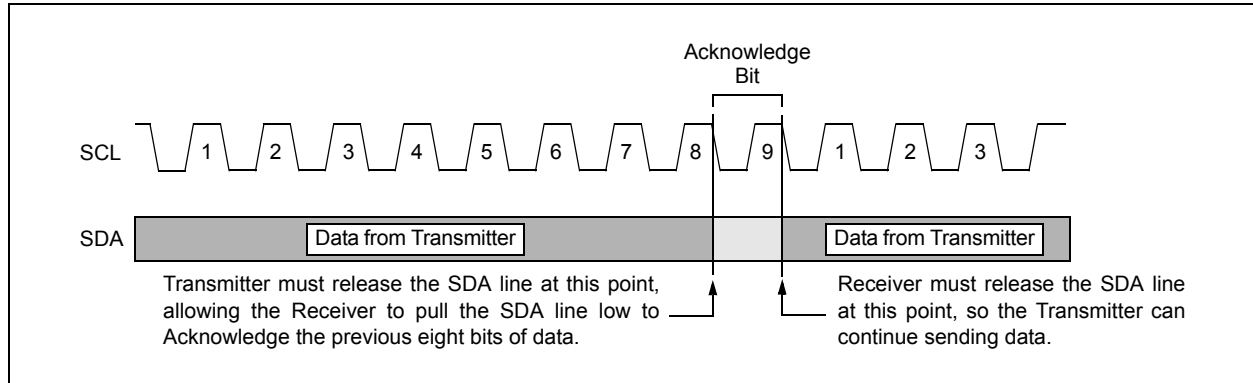 Acknowledge
Bit
SCL 1 2 3 4 5 6 7 8 9 1 2 3
SDA Data from Transmitter Data from Transmitter
Transmitter must release the SDA line at this point,
allowing the Receiver to pull the SDA line low to
Acknowledge the previous eight bits of data.
Receiver must release the SDA line
at this point, so the Transmitter can
continue sending data.